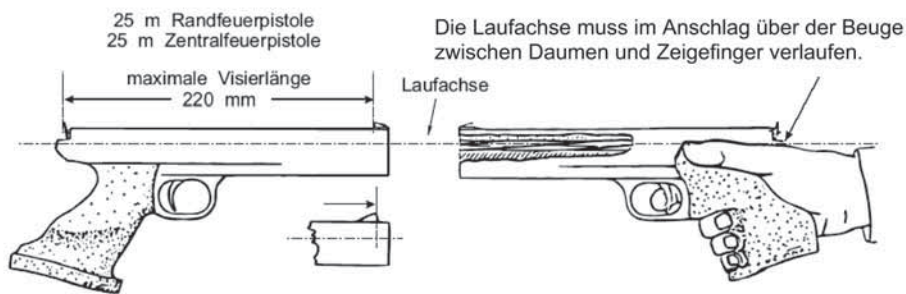 25 m Randfeuerpistole
25 m Zentralfeuerpistole
maximale Visierlänge
220 mm
Laufachse
Die Laufachse muss im Anschlag über der Beuge
zwischen Daumen und Zeigefinger verlaufen.